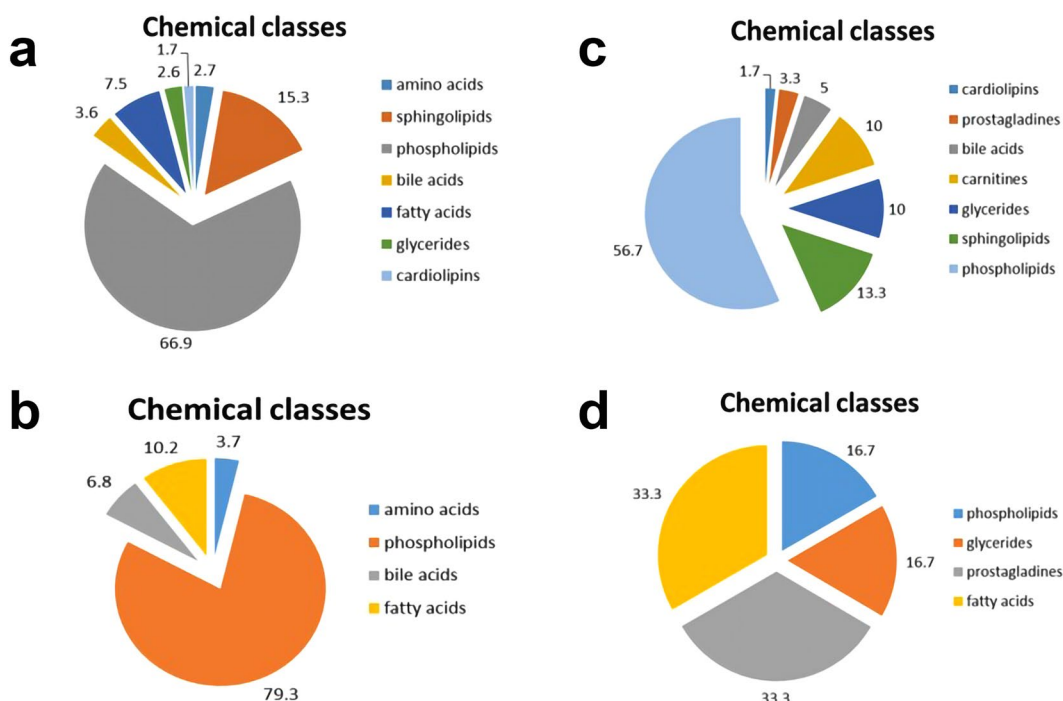 a
Chemical classes
1.7
2.6
2.7
7.5
3.6
15.3
66.9
amino acids
sphingolipids
phospholipids
bile acids
fatty acids
glycerides
cardiolipins
c
Chemical classes
1.7
3.3
5
10
10
13.3
56.7
cardiolipins
prostagladines
bile acids
carnitines
glycerides
sphingolipids
phospholipids
b
Chemical classes
3.7
10.2
6.8
79.3
amino acids
phospholipids
bile acids
fatty acids
d
Chemical classes
16.7
33.3
16.7
33.3
phospholipids
glycerides
prostagladines
fatty acids